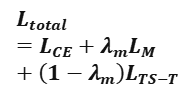 L_total
= L_CE + λ_m L_M
+ (1 − λ_m) L_TS−T